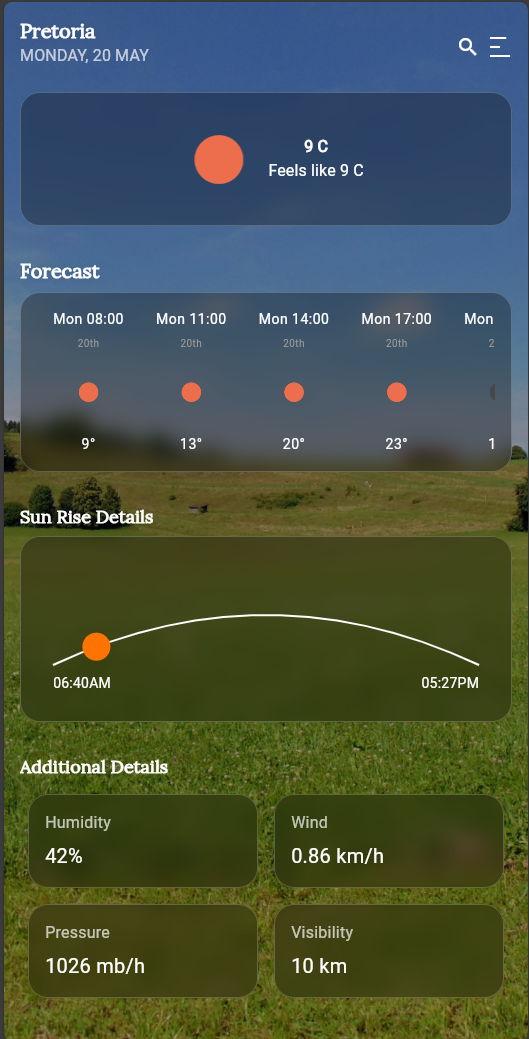 Pretoria
MONDAY, 20 MAY
9 C
Feels like 9 C
Forecast
Mon 08:00 Mon 11:00 Mon 14:00 Mon 17:00 Mon
20th 20th 20th 20th 2
9° 13° 20° 23° 1
Sun Rise Details
06:40AM 05:27PM
Additional Details
Humidity Wind
42% 0.86 km/h
Pressure Visibility
1026 mb/h 10 km